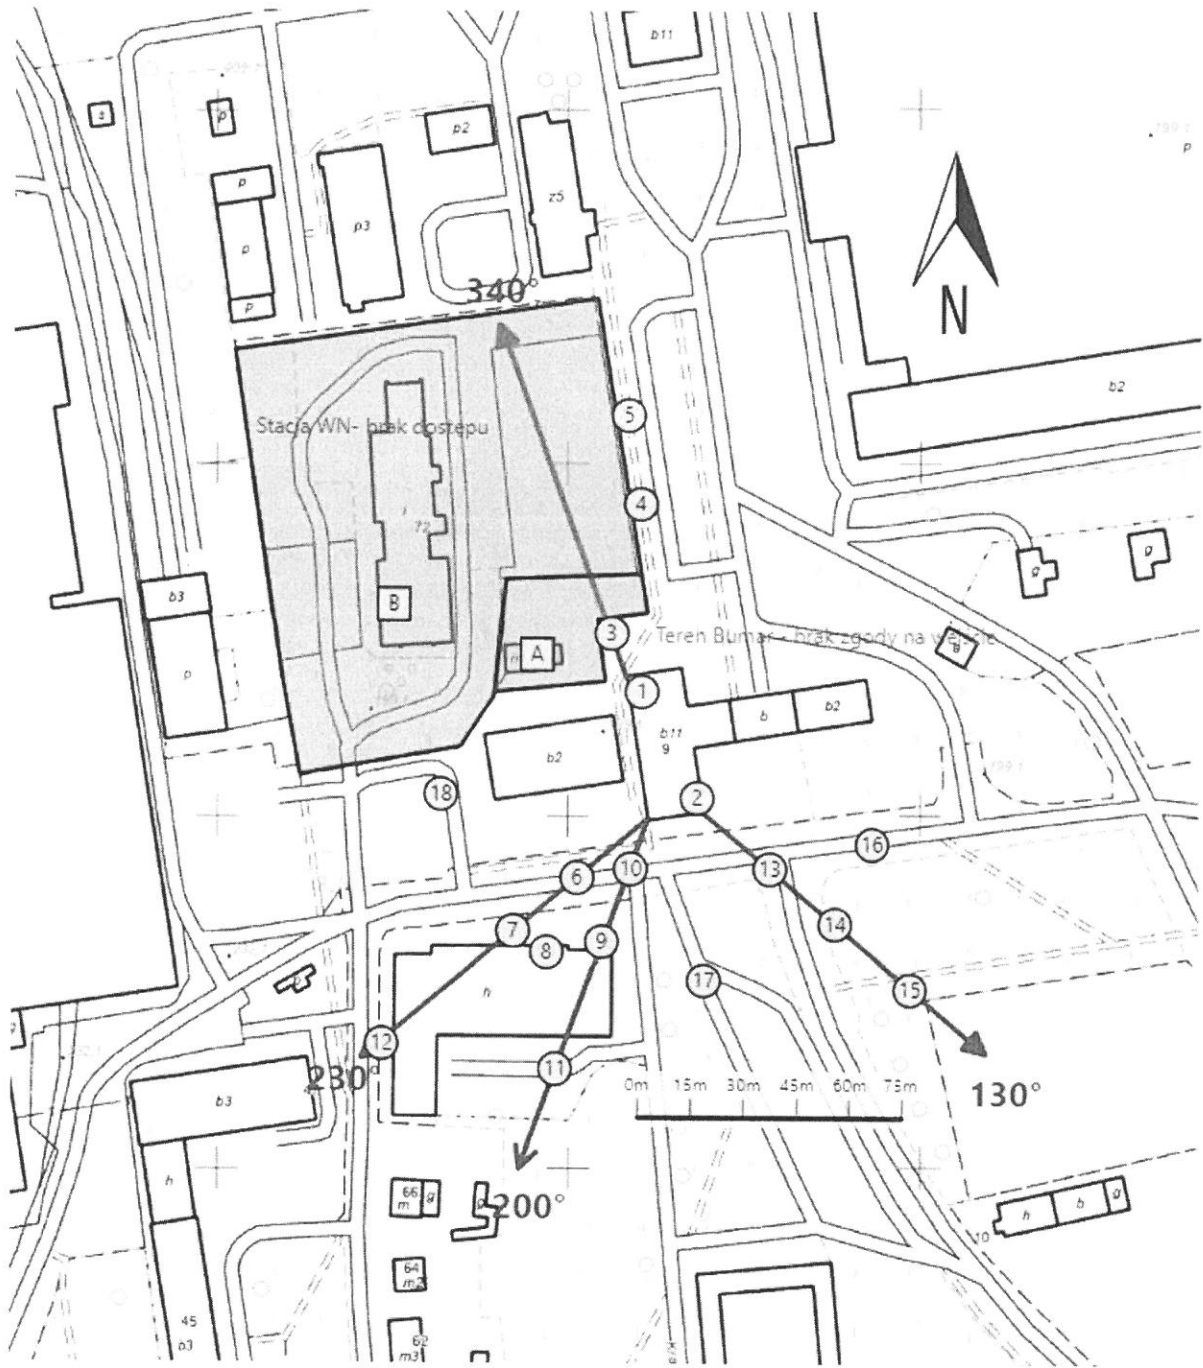 b11
p2
s
p
z5
p
p3
p
p
340°
N
b2
5
Stacja WN- brak dostępu
4
g
g
b3
B
3
Teren Bumar - brak zgody na wejście
A
p
1
b
b2
b11
9
b2
18
2
16
10
13
6
7
14
9
8
17
h
15
12
11
230°
0m 15m 30m 45m 60m 75m
130°
b3
h
66
m
g
200°
h
b
g
10
64
m2
45
b3
62
m3